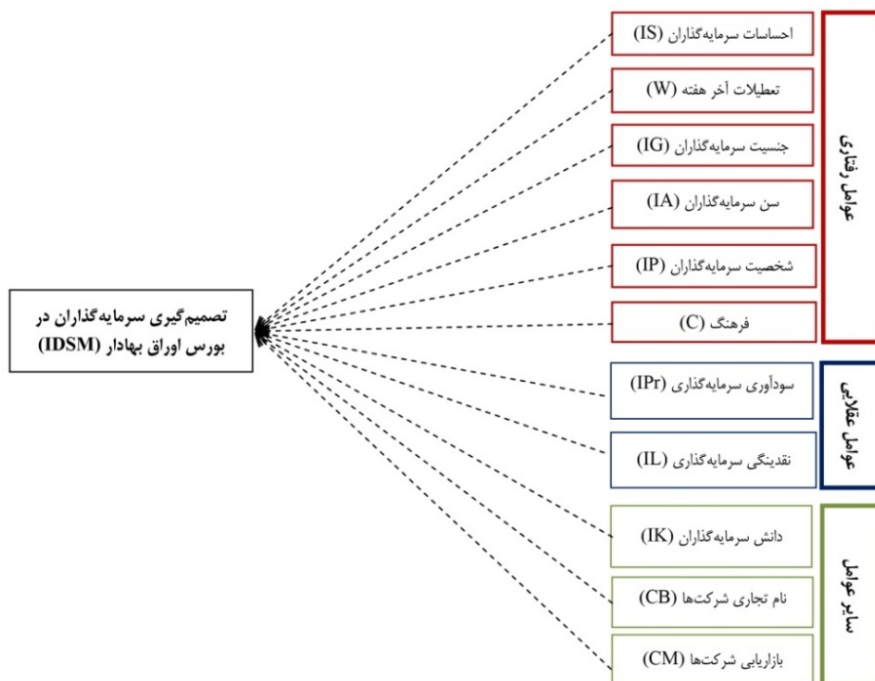 عوامل رفتاری
احساسات سرمایه‌گذاران (IS)
تعطیلات آخر هفته (W)
جنسیت سرمایه‌گذاران (IG)
سن سرمایه‌گذاران (IA)
شخصیت سرمایه‌گذاران (IP)
فرهنگ (C)
عوامل عقلایی
سودآوری سرمایه‌گذاری (IPr)
نقدینگی سرمایه‌گذاری (IL)
سایر عوامل
دانش سرمایه‌گذاران (IK)
نام تجاری شرکت‌ها (CB)
بازاریابی شرکت‌ها (CM)
تصمیم‌گیری سرمایه‌گذاران در
بورس اوراق بهادار (IDSM)